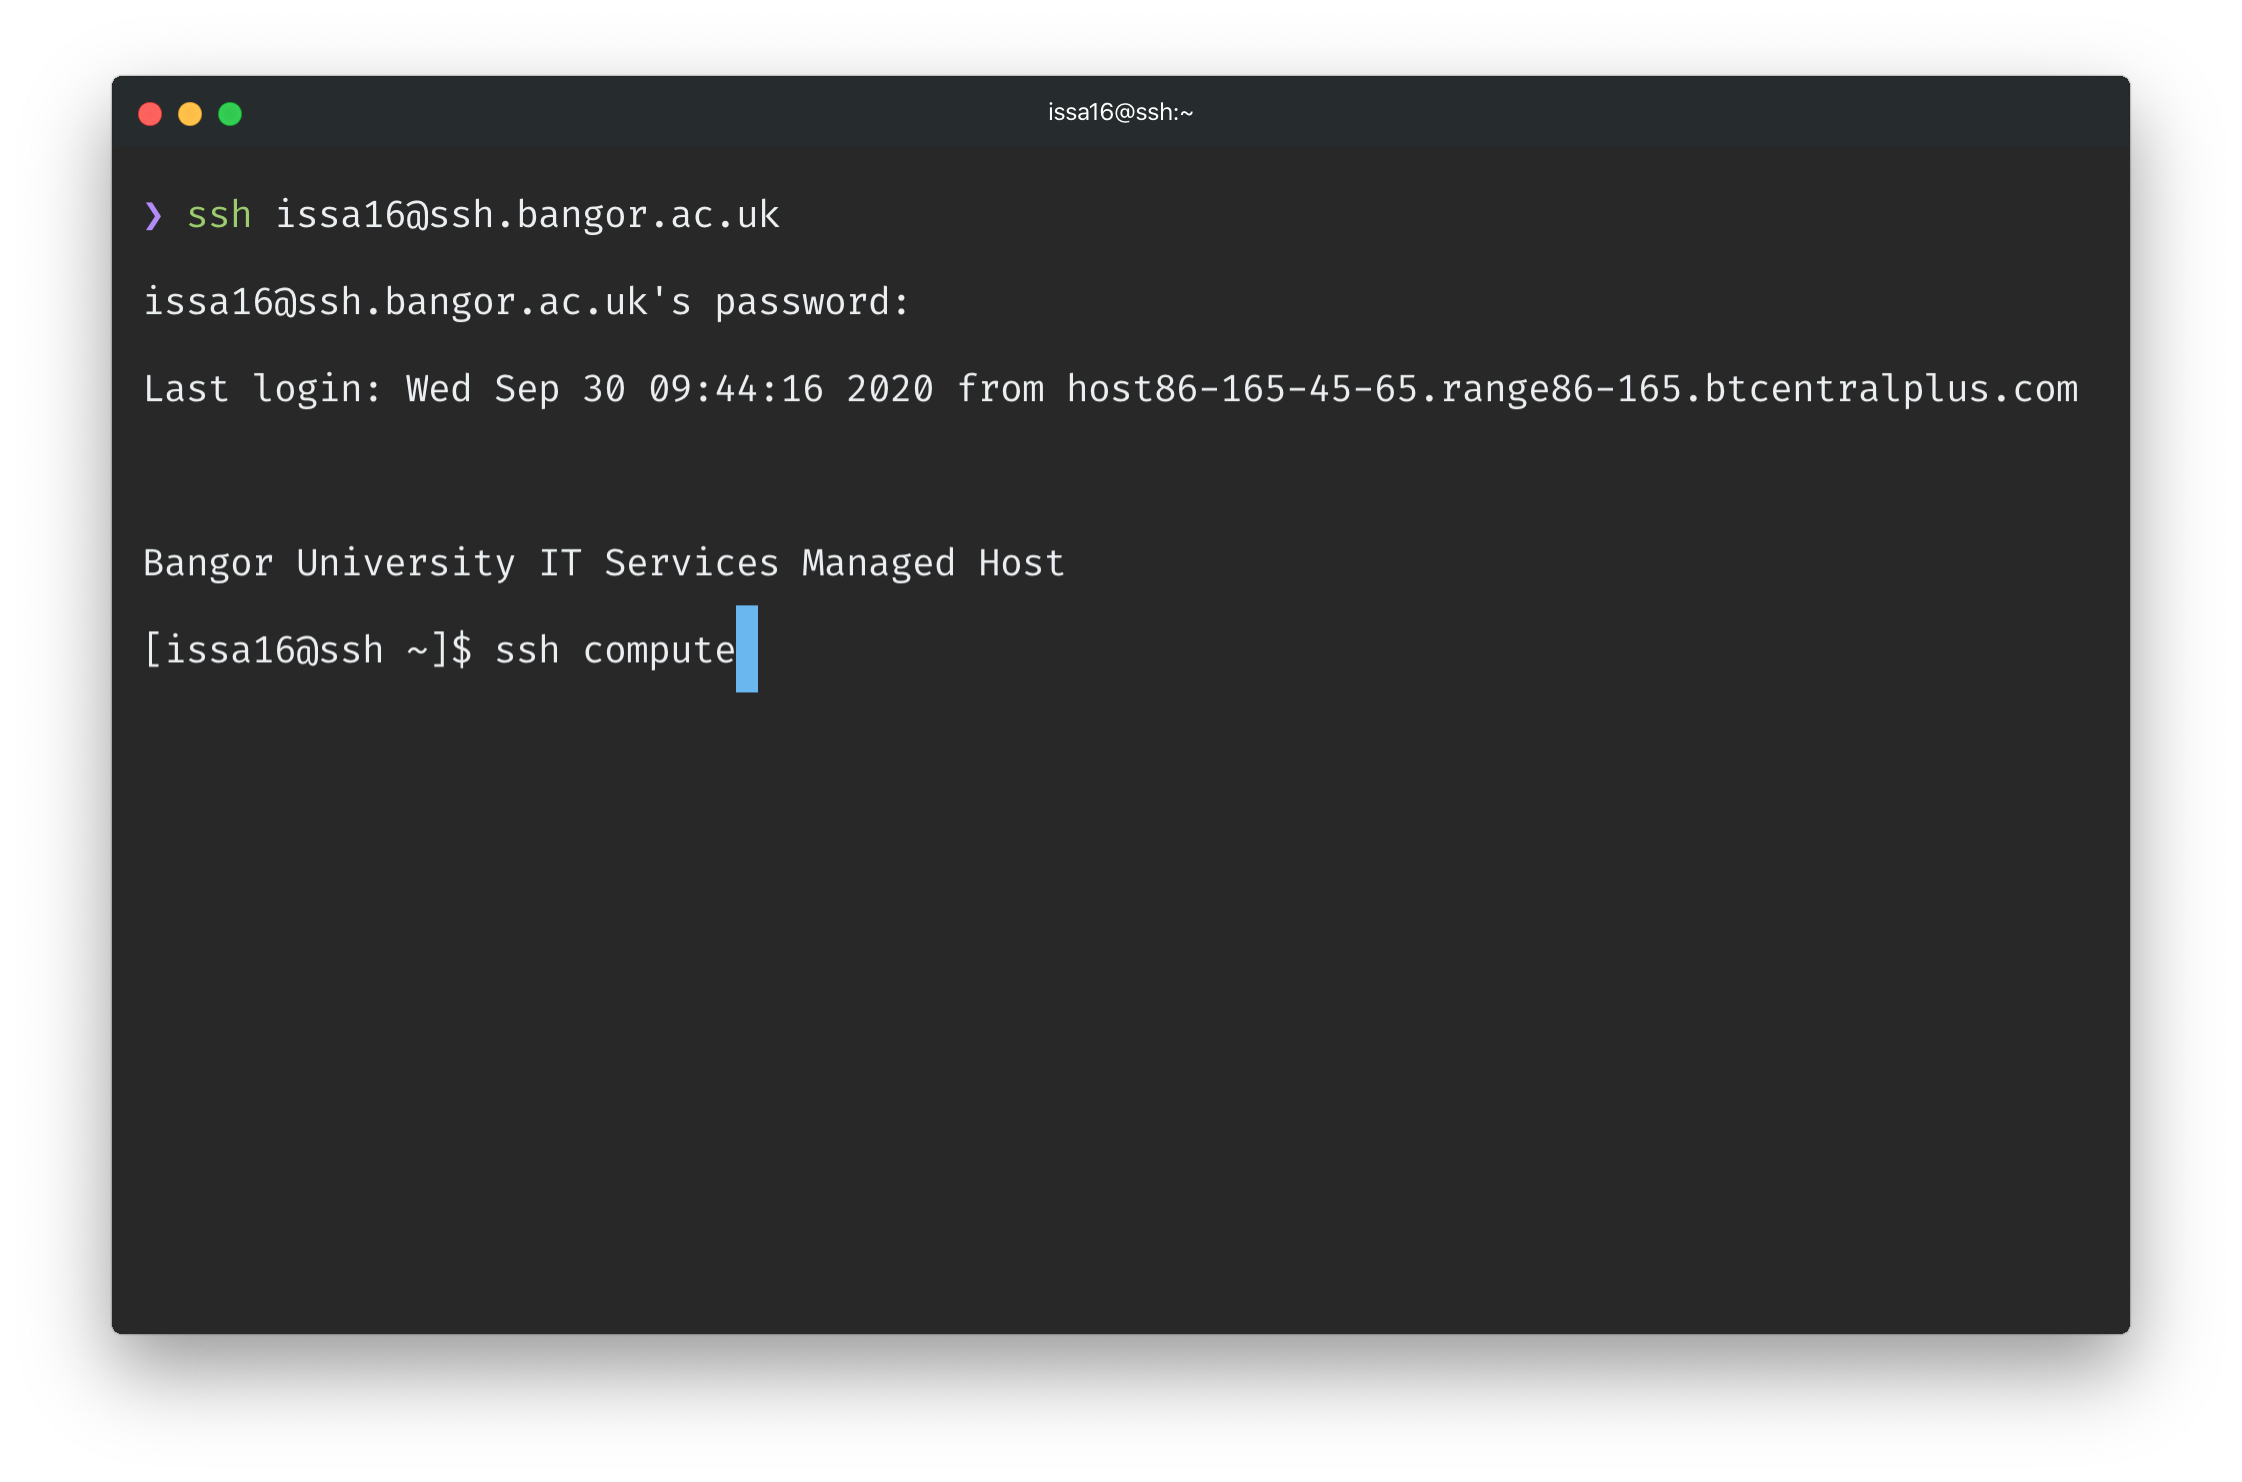 issa16@ssh:~
❯ ssh issa16@ssh.bangor.ac.uk
issa16@ssh.bangor.ac.uk's password:
Last login: Wed Sep 30 09:44:16 2020 from host86-165-45-65.range86-165.btcentralplus.com
Bangor University IT Services Managed Host
[issa16@ssh ~]$ ssh compute